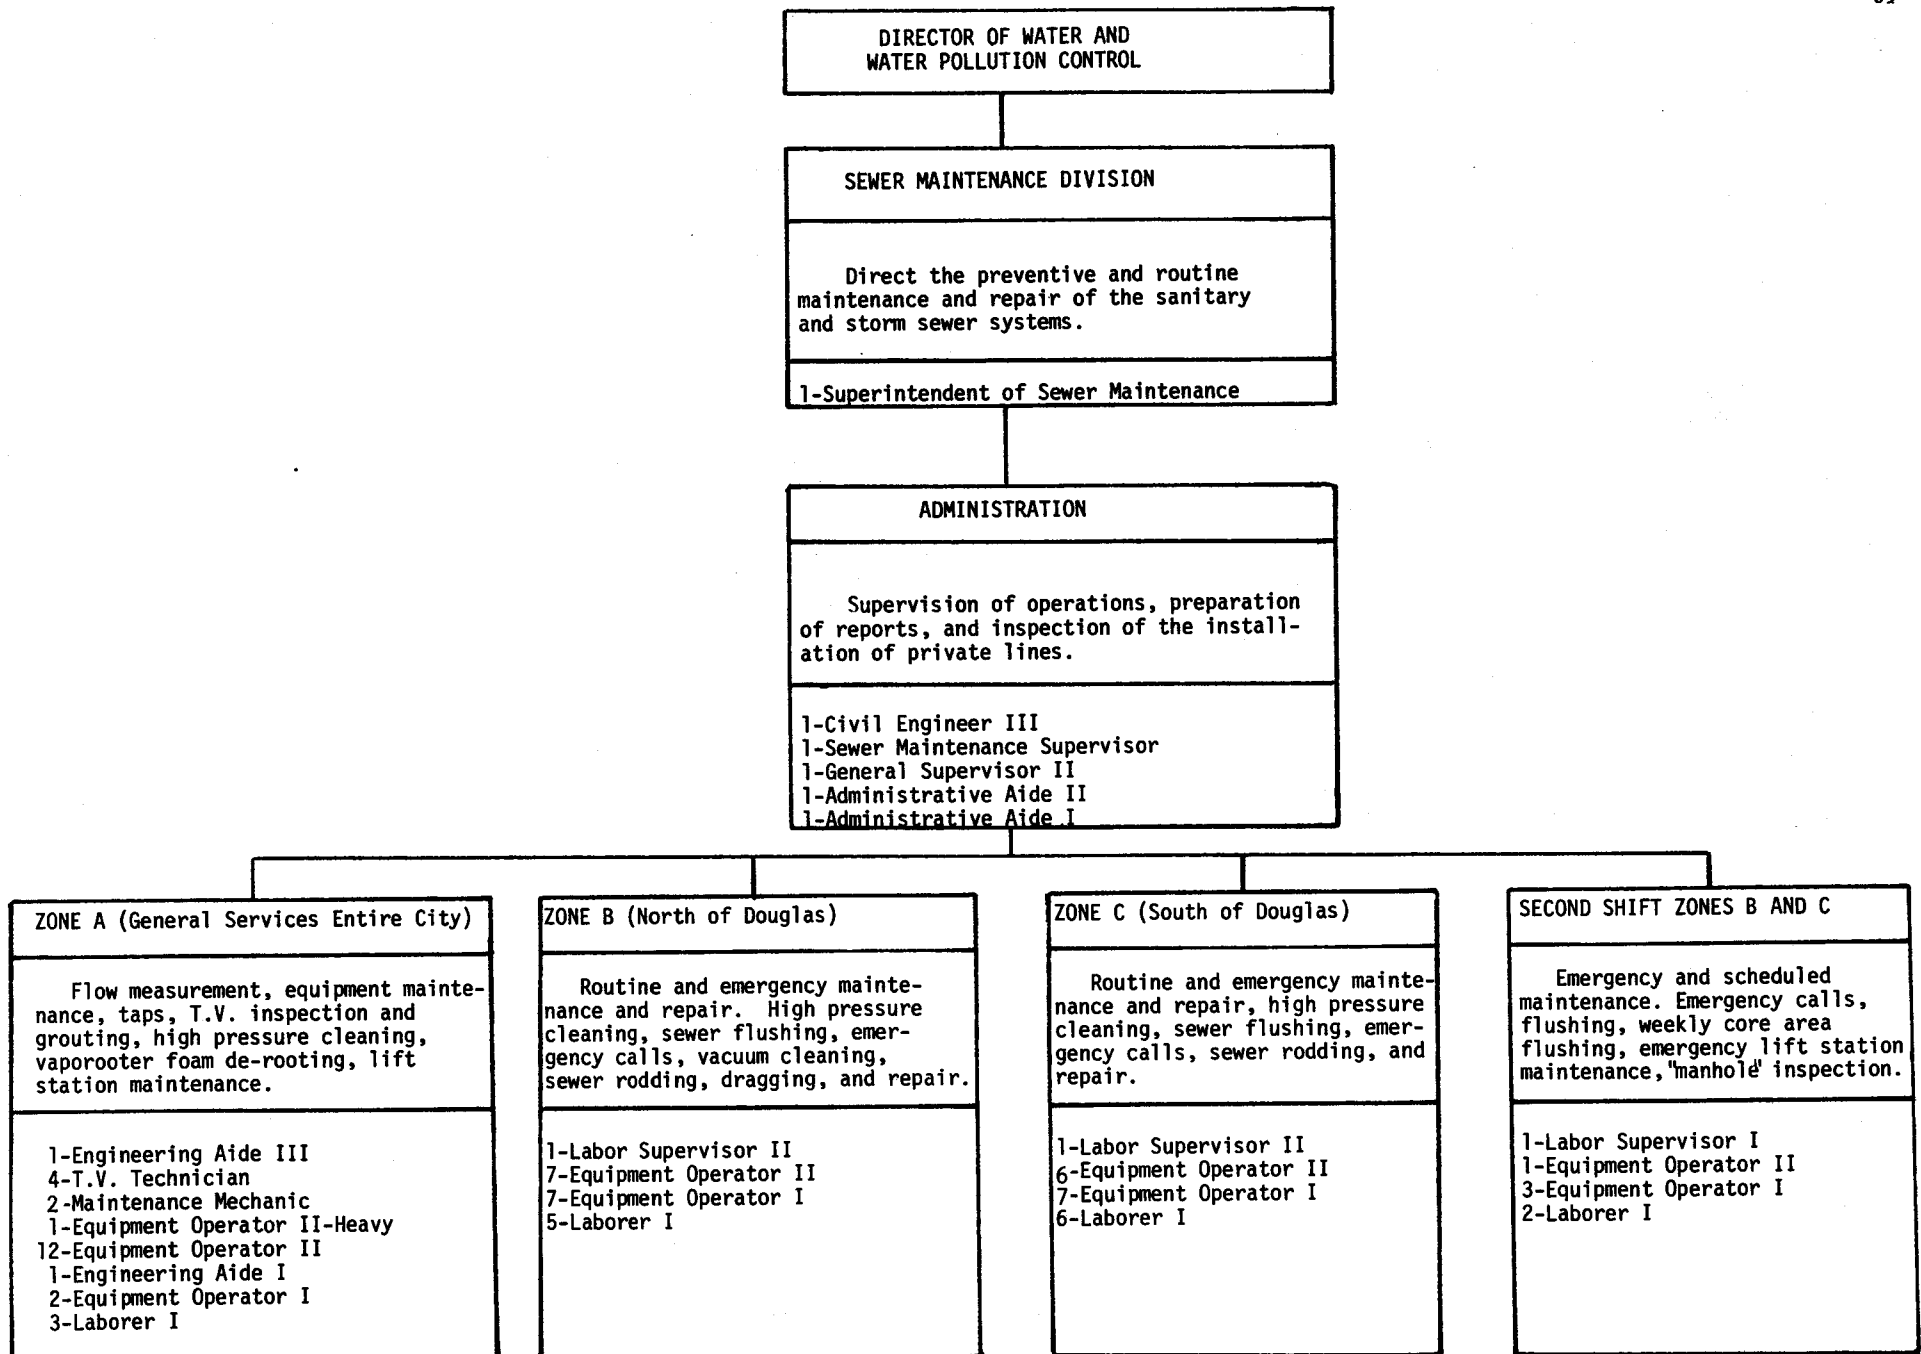 DIRECTOR OF WATER AND
WATER POLLUTION CONTROL
SEWER MAINTENANCE DIVISION
Direct the preventive and routine
maintenance and repair of the sanitary
and storm sewer systems.
1-Superintendent of Sewer Maintenance
ADMINISTRATION
Supervision of operations, preparation
of reports, and inspection of the install-
ation of private lines.
1-Civil Engineer III
1-Sewer Maintenance Supervisor
1-General Supervisor II
1-Administrative Aide II
1-Administrative Aide I
ZONE A (General Services Entire City)
Flow measurement, equipment mainte-
nance, taps, T.V. inspection and
grouting, high pressure cleaning,
vaporooter foam de-rooting, lift
station maintenance.
1-Engineering Aide III
4-T.V. Technician
2-Maintenance Mechanic
1-Equipment Operator II-Heavy
12-Equipment Operator II
1-Engineering Aide I
2-Equipment Operator I
3-Laborer I
ZONE B (North of Douglas)
Routine and emergency mainte-
nance and repair. High pressure
cleaning, sewer flushing, emer-
gency calls, vacuum cleaning,
sewer rodding, dragging, and repair.
1-Labor Supervisor II
7-Equipment Operator II
7-Equipment Operator I
5-Laborer I
ZONE C (South of Douglas)
Routine and emergency mainte-
nance and repair, high pressure
cleaning, sewer flushing, emer-
gency calls, sewer rodding, and
repair.
1-Labor Supervisor II
6-Equipment Operator II
7-Equipment Operator I
6-Laborer I
SECOND SHIFT ZONES B AND C
Emergency and scheduled
maintenance. Emergency calls,
flushing, weekly core area
flushing, emergency lift station
maintenance,"manhole" inspection.
1-Labor Supervisor I
1-Equipment Operator II
3-Equipment Operator I
2-Laborer I